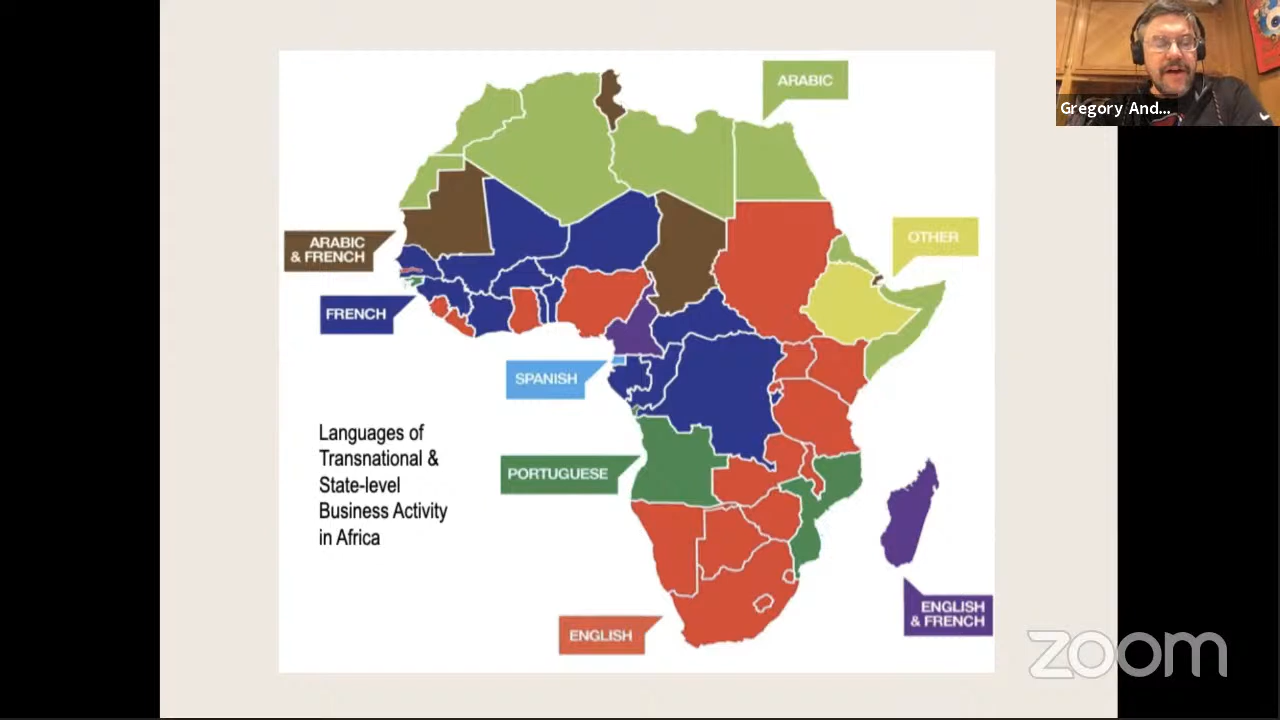 ARABIC
Gregory And...
ARABIC
& FRENCH
OTHER
FRENCH
SPANISH
Languages of
Transnational &
State-level
Business Activity
in Africa
PORTUGUESE
ENGLISH
& FRENCH
ENGLISH
zoom